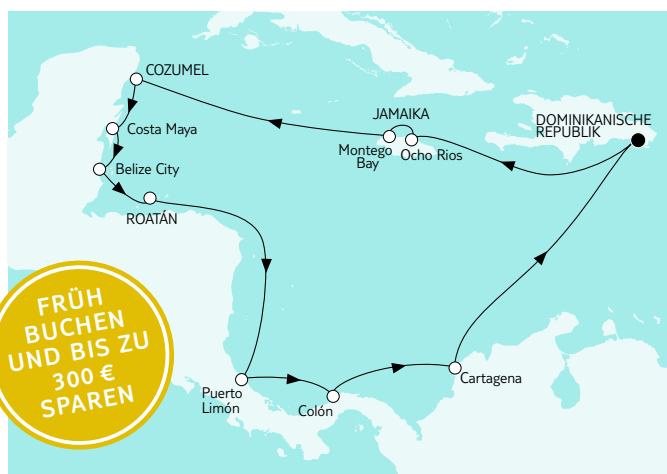 COZUMEL
Costa Maya
Belize City
ROATÁN
JAMAIKA
Montego
Bay
Ocho Rios
DOMINIKANISCHE
REPUBLIK
FRÜH
BUCHEN
UND BIS ZU
300 €
SPAREN
Puerto
Limón
Colón
Cartagena